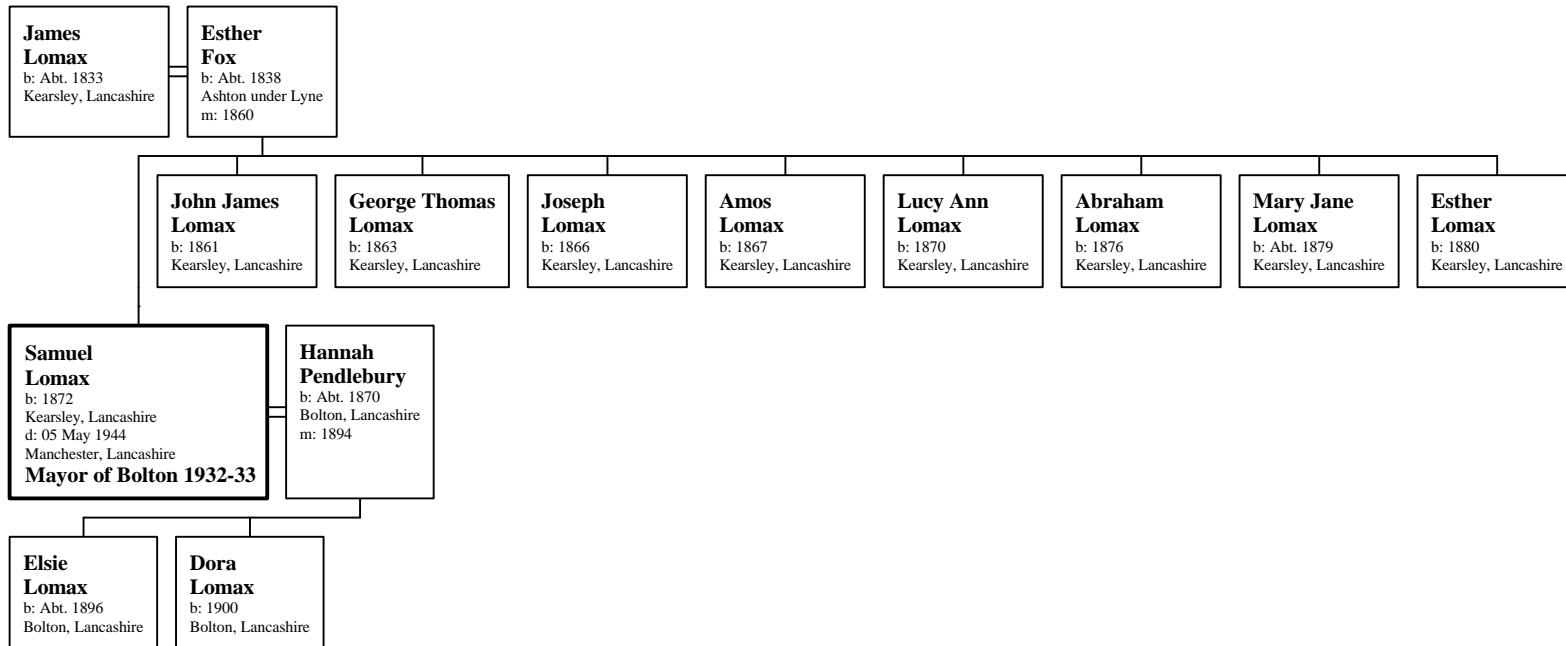 James
Lomax
b: Abt. 1833
Kearsley, Lancashire
Esther
Fox
b: Abt. 1838
Ashton under Lyne
m: 1860
John James
Lomax
b: 1861
Kearsley, Lancashire
George Thomas
Lomax
b: 1863
Kearsley, Lancashire
Joseph
Lomax
b: 1866
Kearsley, Lancashire
Amos
Lomax
b: 1867
Kearsley, Lancashire
Lucy Ann
Lomax
b: 1870
Kearsley, Lancashire
Abraham
Lomax
b: 1876
Kearsley, Lancashire
Mary Jane
Lomax
b: Abt. 1879
Kearsley, Lancashire
Esther
Lomax
b: 1880
Kearsley, Lancashire
Samuel
Lomax
b: 1872
Kearsley, Lancashire
d: 05 May 1944
Manchester, Lancashire
Mayor of Bolton 1932-33
Hannah
Pendlebury
b: Abt. 1870
Bolton, Lancashire
m: 1894
Elsie
Lomax
b: Abt. 1896
Bolton, Lancashire
Dora
Lomax
b: 1900
Bolton, Lancashire